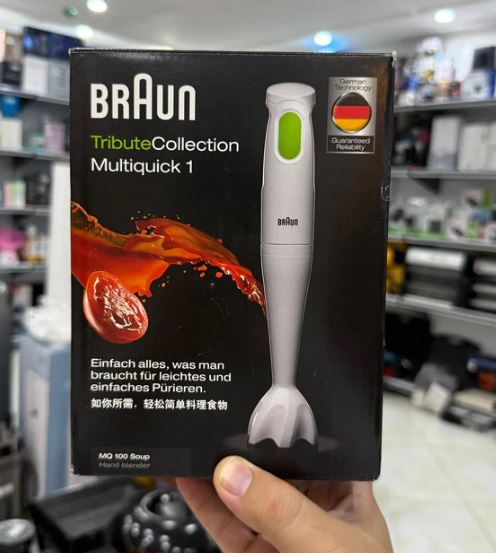 BRAUN
German
Technology
TributeCollection
Multiquick 1
Guaranteed
Reliability
BRAUN
Einfach alles, was man
braucht für leichtes und
einfaches Pürieren.
如你所需，轻松简单料理食物
MQ 100 Soup
Hand blender